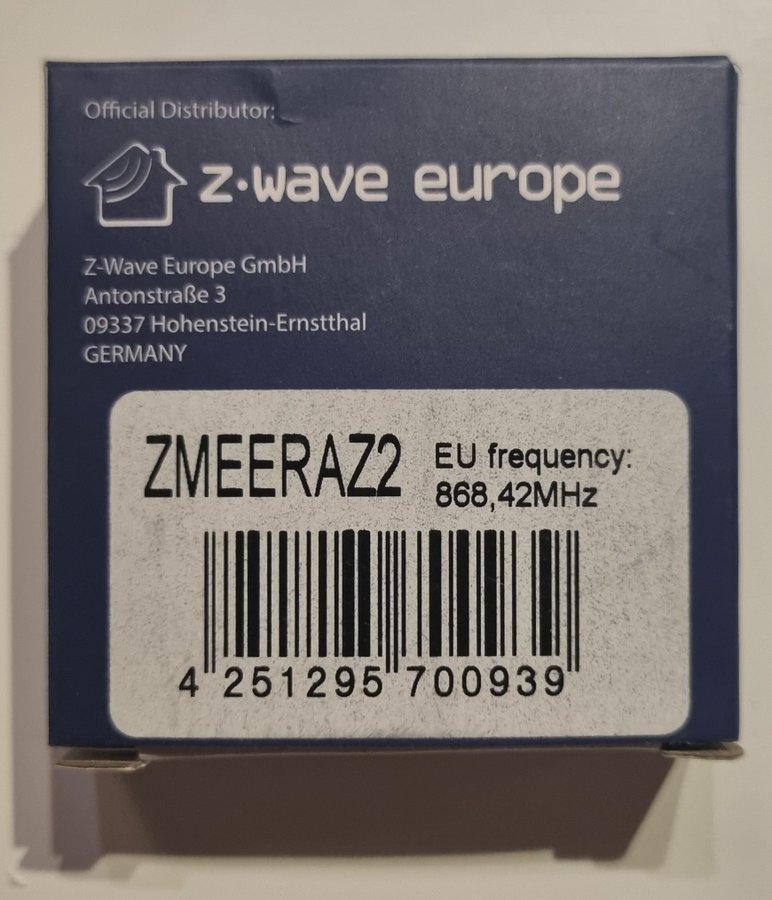 Official Distributor:
z·wave europe
Z-Wave Europe GmbH
Antonstraße 3
09337 Hohenstein-Ernstthal
GERMANY
ZMEERAZ2
EU frequency:
868,42MHz
4 251295 700939